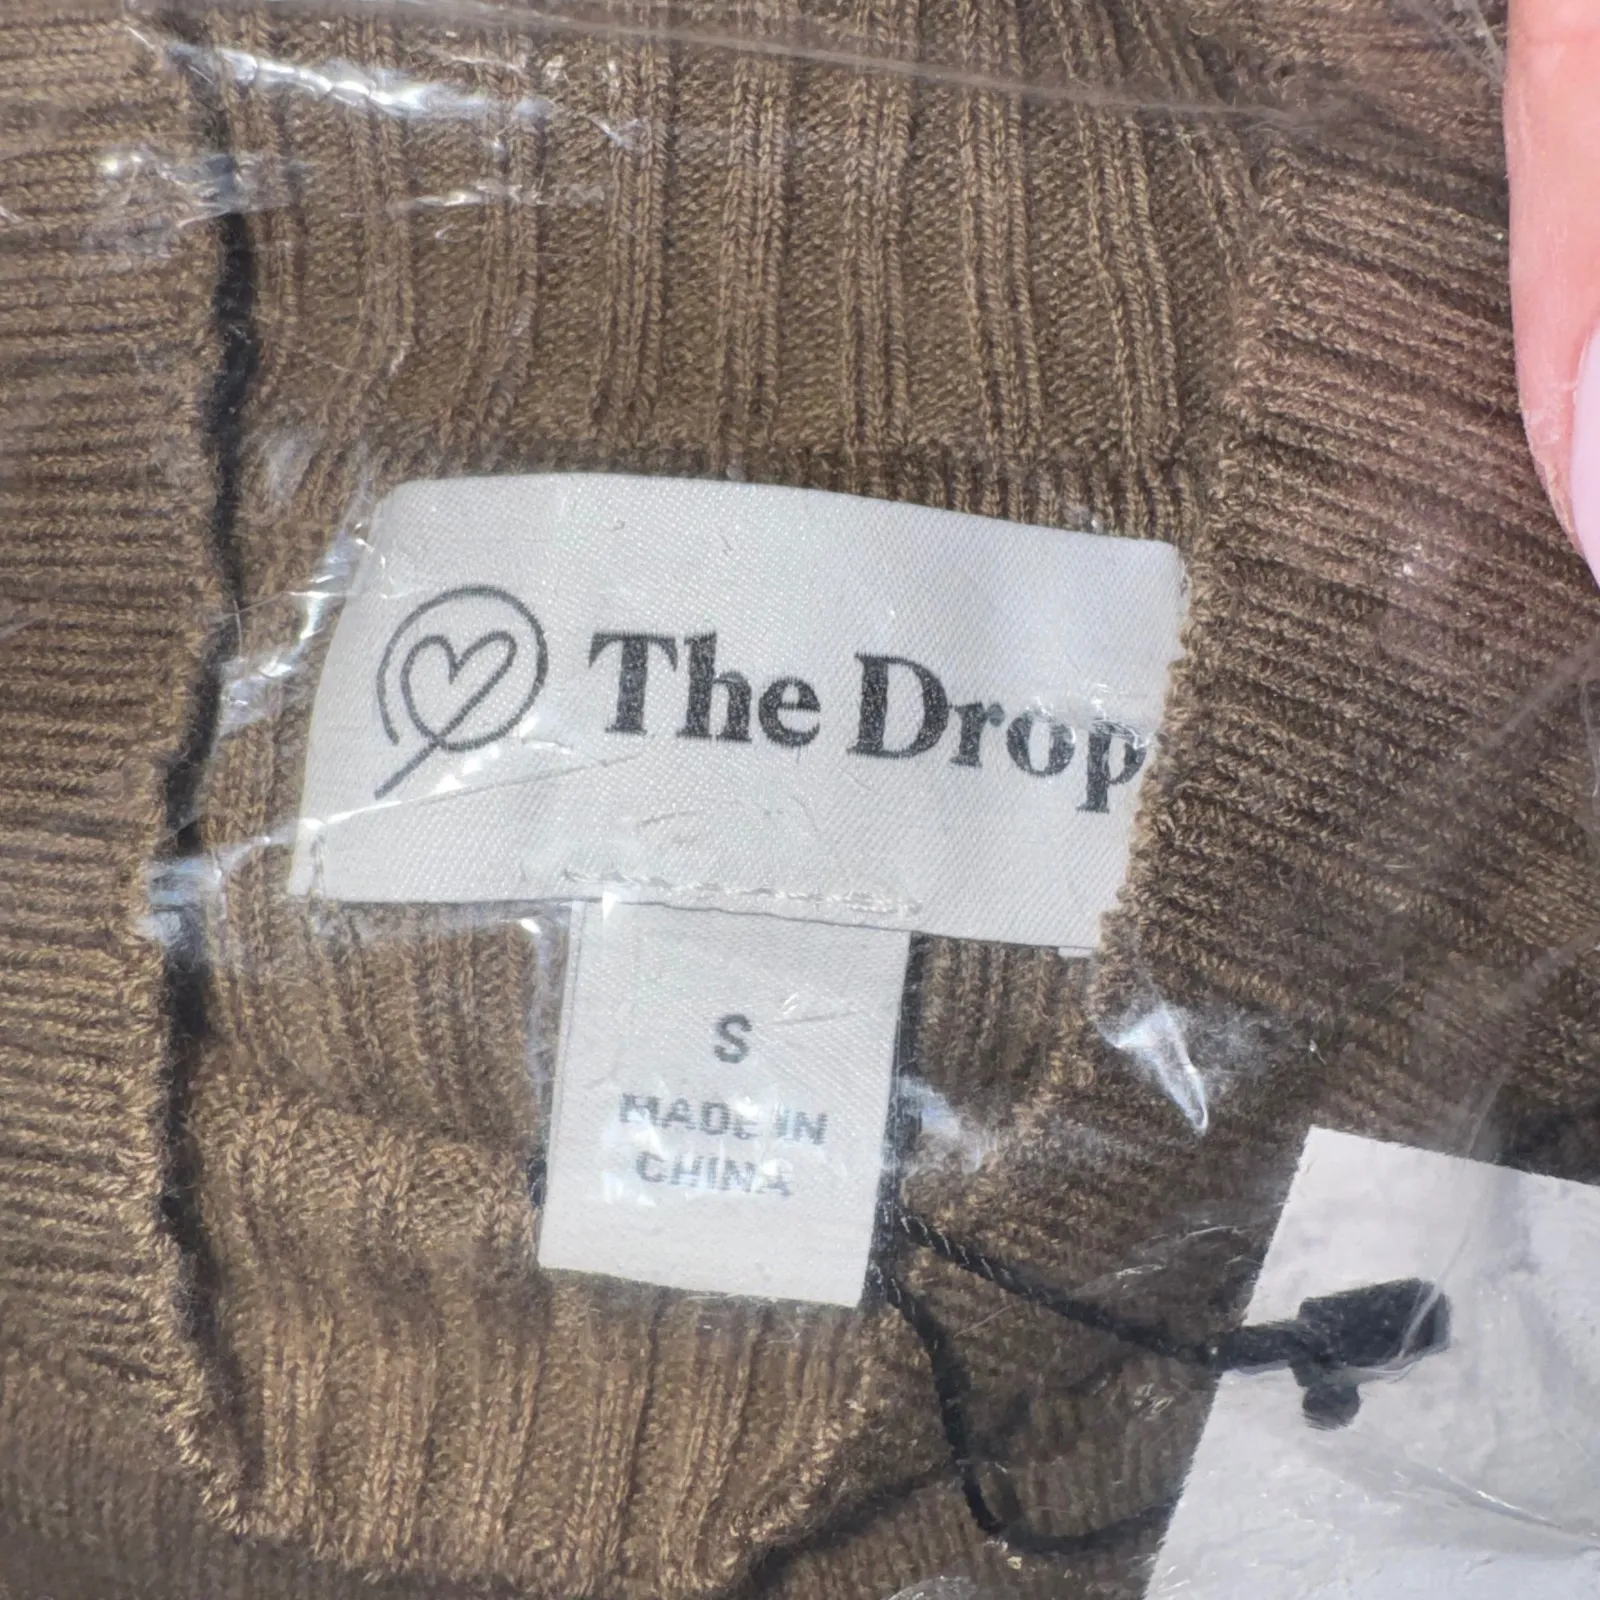 The Drop
S
MADE IN
CHINA